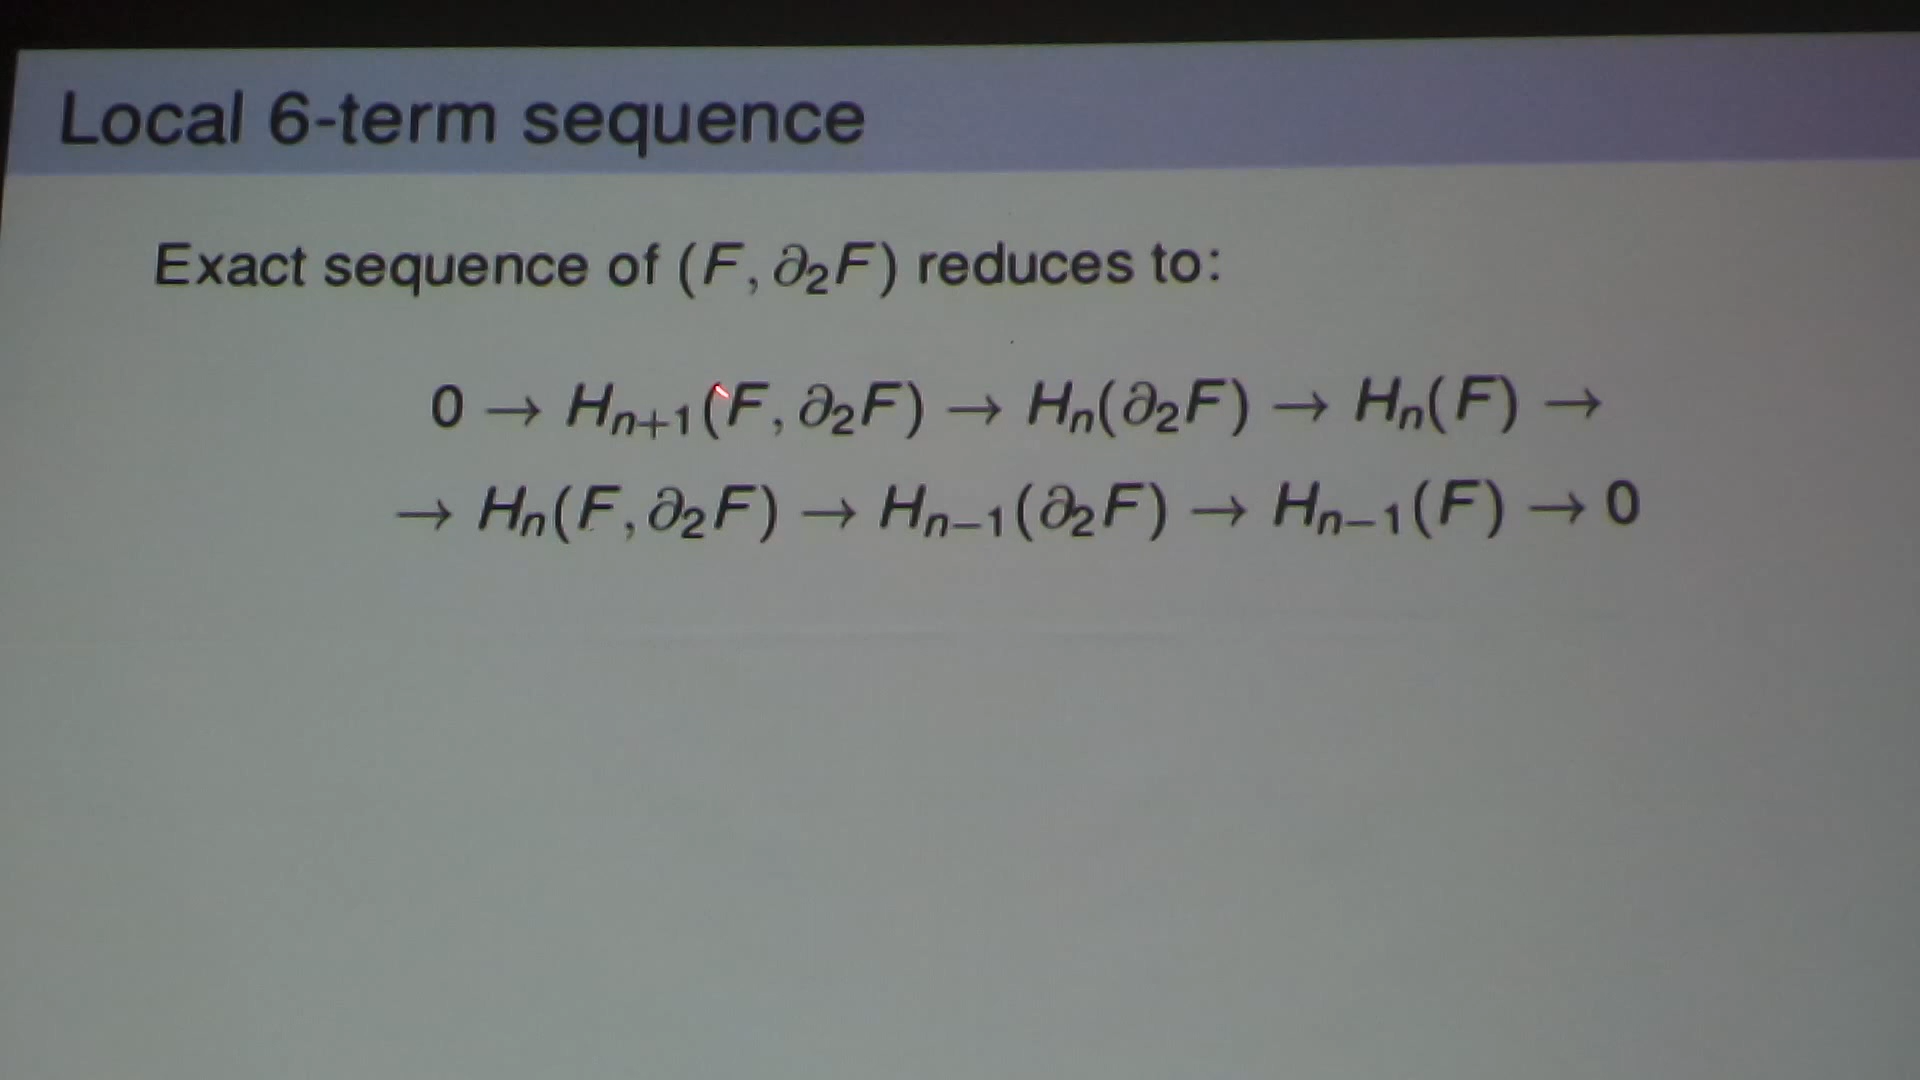 Local 6-term sequence
Exact sequence of (F, ∂₂F) reduces to:
0 → Hₙ₊₁(F, ∂₂F) → Hₙ(∂₂F) → Hₙ(F) →
→ Hₙ(F, ∂₂F) → Hₙ₋₁(∂₂F) → Hₙ₋₁(F) → 0